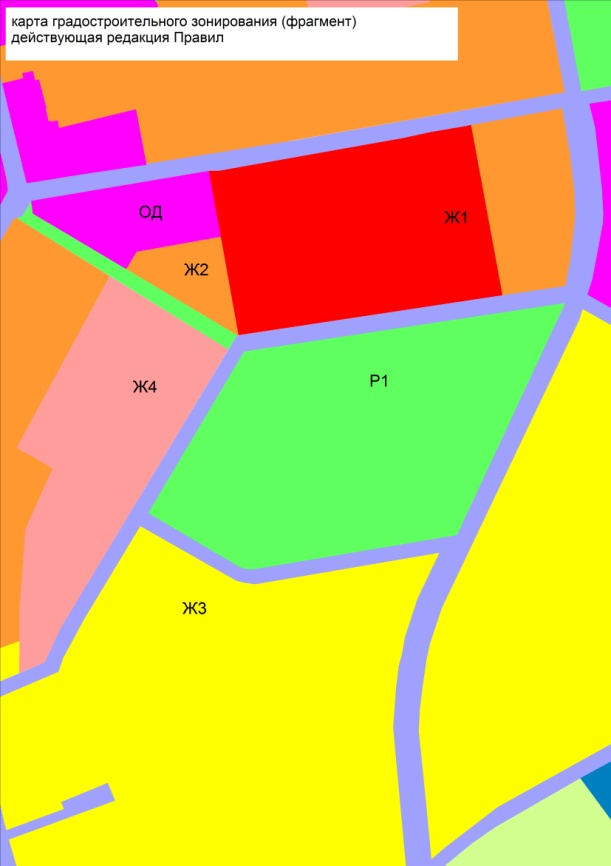 карта градостроительного зонирования (фрагмент)
действующая редакция Правил
ОД
Ж1
Ж2
Р1
Ж4
Ж3